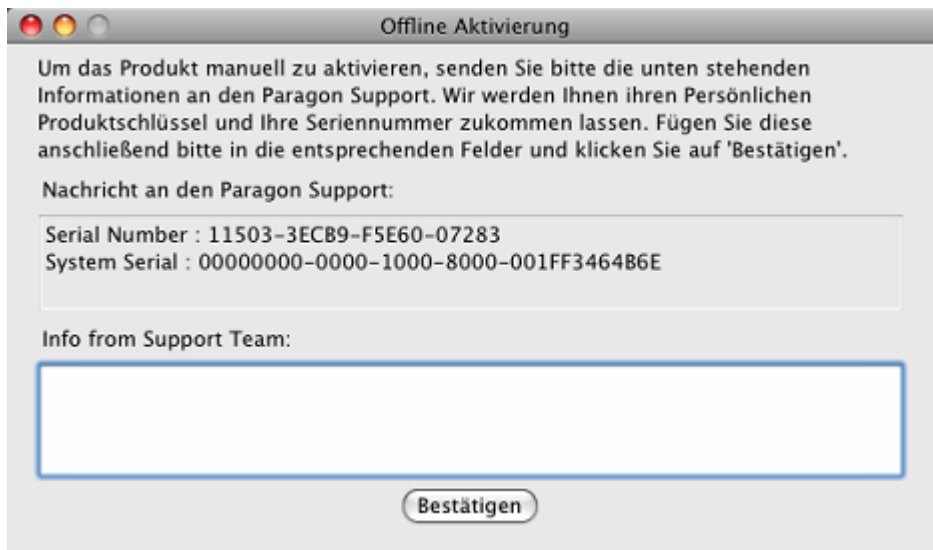 Offline Aktivierung
Um das Produkt manuell zu aktivieren, senden Sie bitte die unten stehenden
Informationen an den Paragon Support. Wir werden Ihnen ihren Persönlichen
Produktschlüssel und Ihre Seriennummer zukommen lassen. Fügen Sie diese
anschließend bitte in die entsprechenden Felder und klicken Sie auf 'Bestätigen'.
Nachricht an den Paragon Support:
Serial Number : 11503-3ECB9-F5E60-07283
System Serial : 00000000-0000-1000-8000-001FF3464B6E
Info from Support Team:
Bestätigen